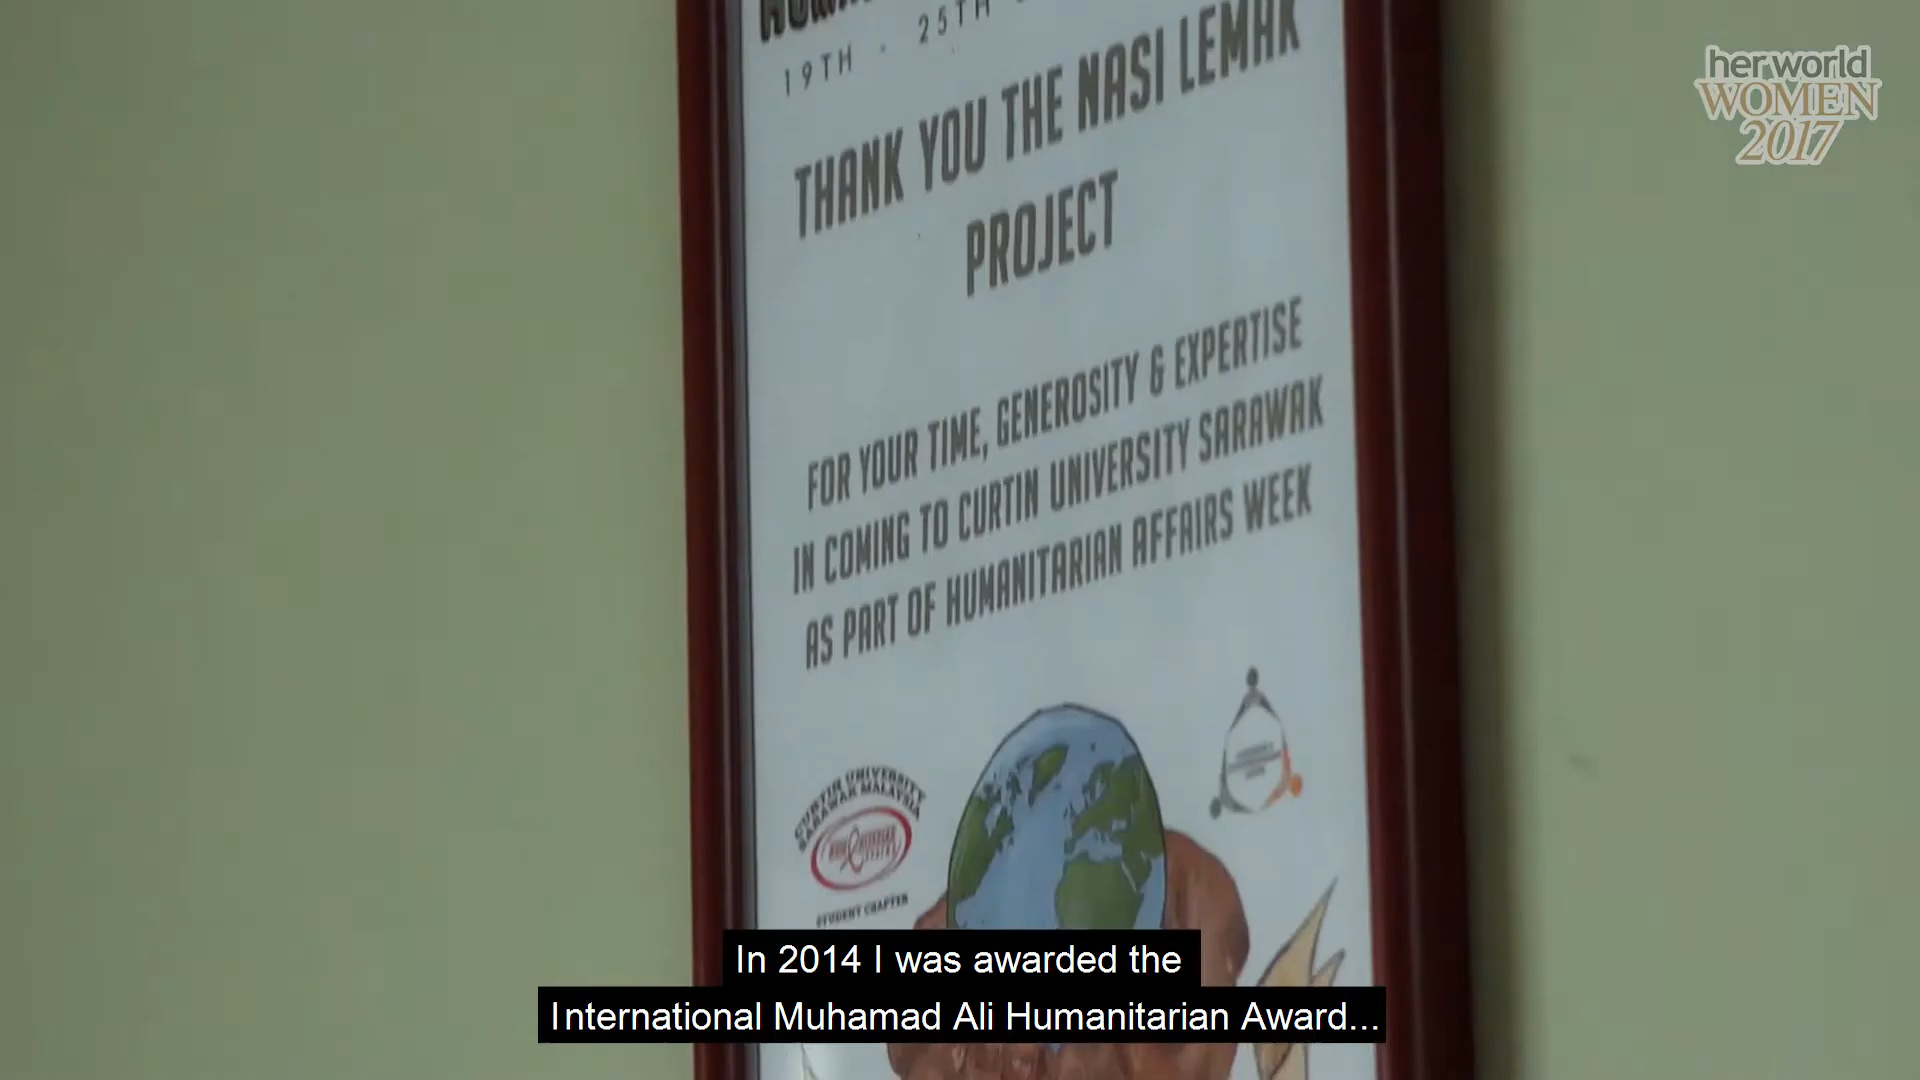 19TH - 25TH
THANK YOU THE NASI LEMAK
PROJECT
FOR YOUR TIME, GENEROSITY & EXPERTISE
IN COMING TO CURTIN UNIVERSITY SARAWAK
AS PART OF HUMANITARIAN AFFAIRS WEEK
CURTIN UNIVERSITY
SARAWAK MALAYSIA
STUDENT CHAPTER
her world
WOMEN
2017
In 2014 I was awarded the
International Muhamad Ali Humanitarian Award...